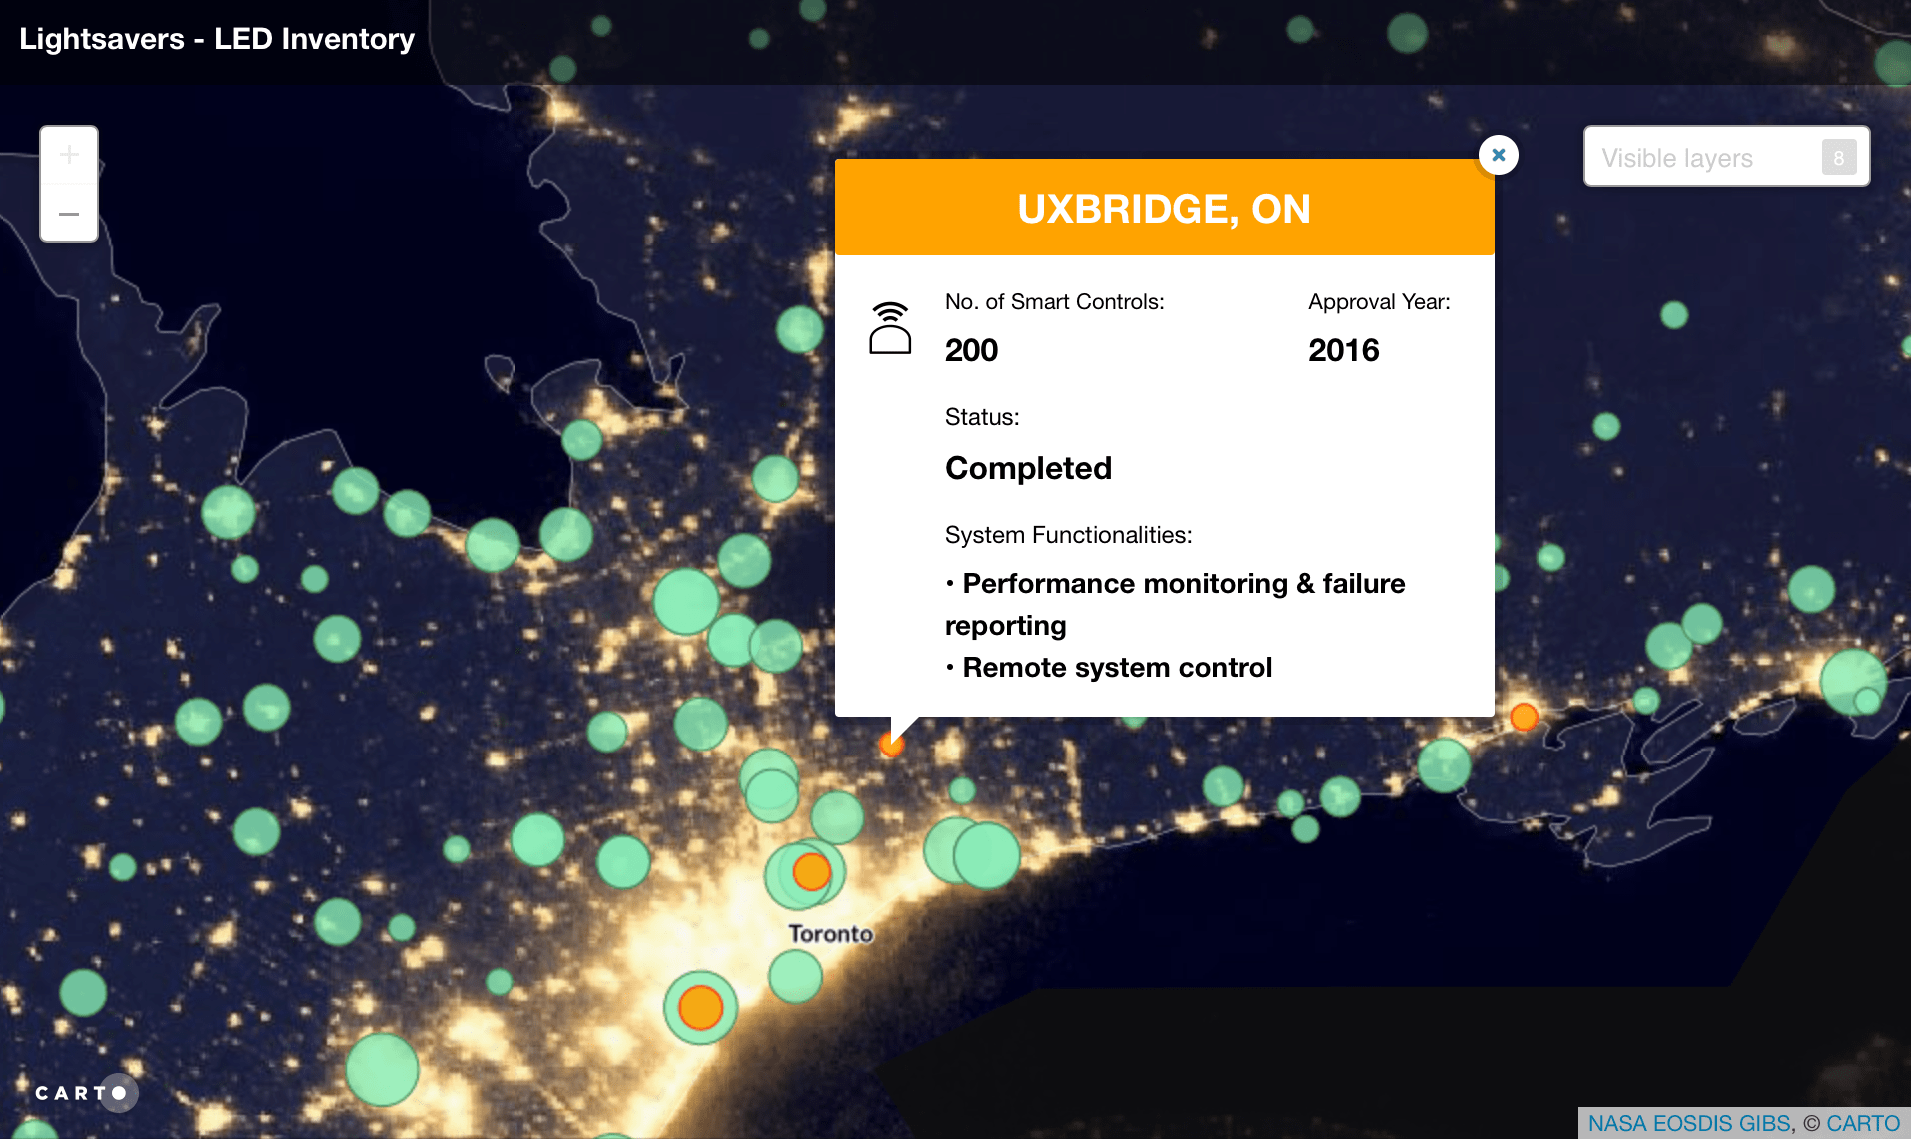 Lightsavers - LED Inventory
+
−
Visible layers 8
×
UXBRIDGE, ON
No. of Smart Controls: Approval Year:
200 2016
Status:
Completed
System Functionalities:
• Performance monitoring & failure
reporting
• Remote system control
Toronto
CARTO
NASA EOSDIS GIBS, © CARTO